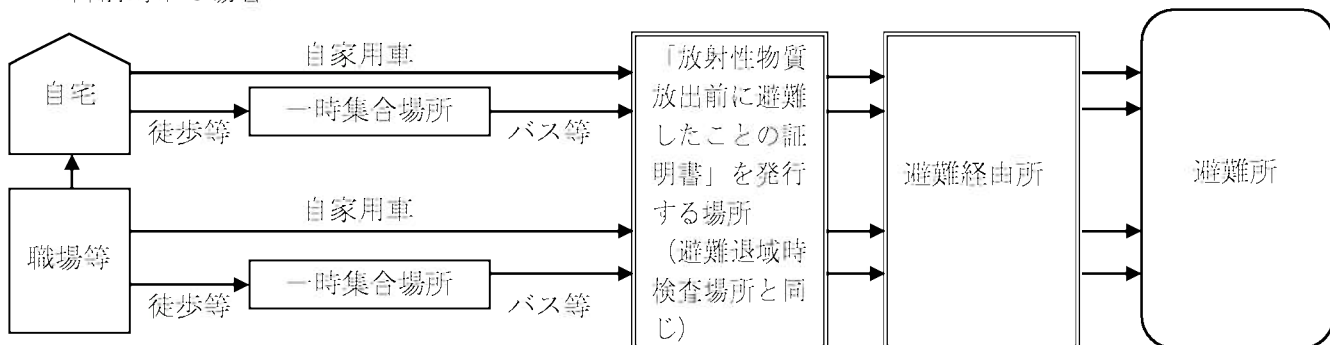 自家用車
自宅
一時集合場所
徒歩等
バス等
職場等
自家用車
一時集合場所
徒歩等
バス等
「放射性物質
放出前に避難
したことの証
明書」を発行
する場所
（避難退域時
検査場所と同
じ）
避難経由所
避難所